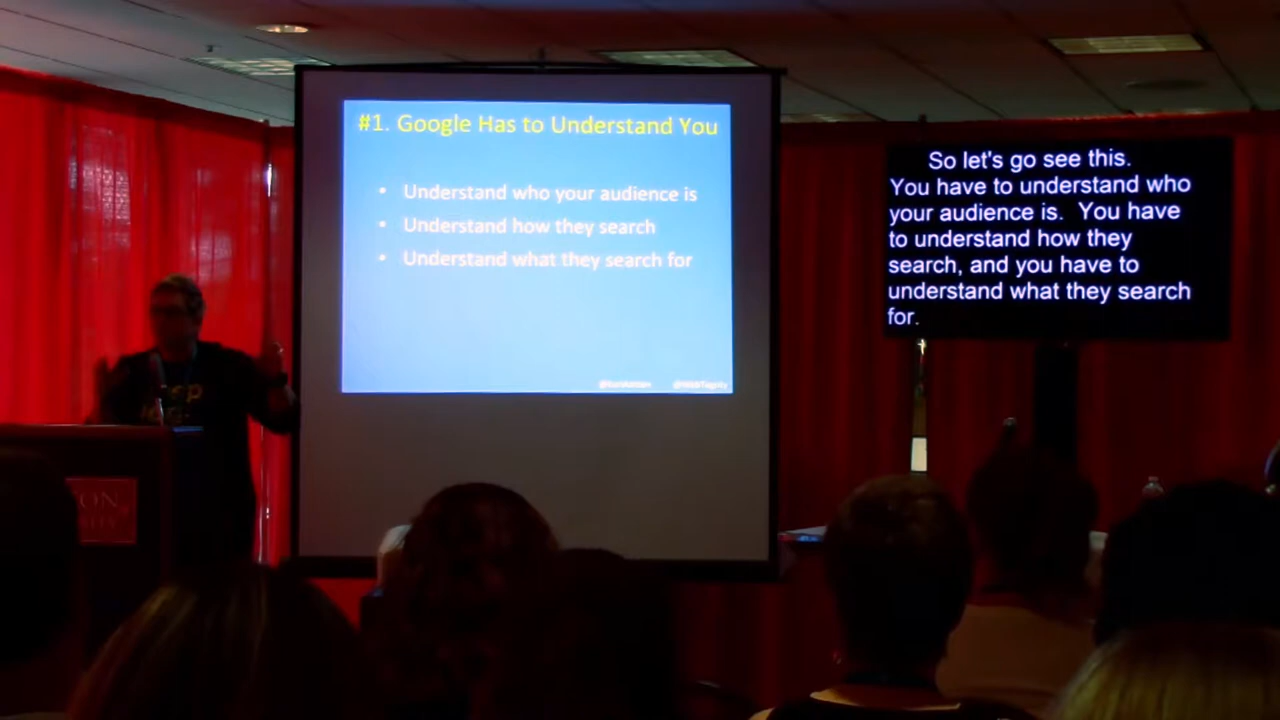 #1. Google Has to Understand You
• Understand who your audience is
• Understand how they search
• Understand what they search for
So let's go see this.
You have to understand who
your audience is. You have
to understand how they
search, and you have to
understand what they search
for.